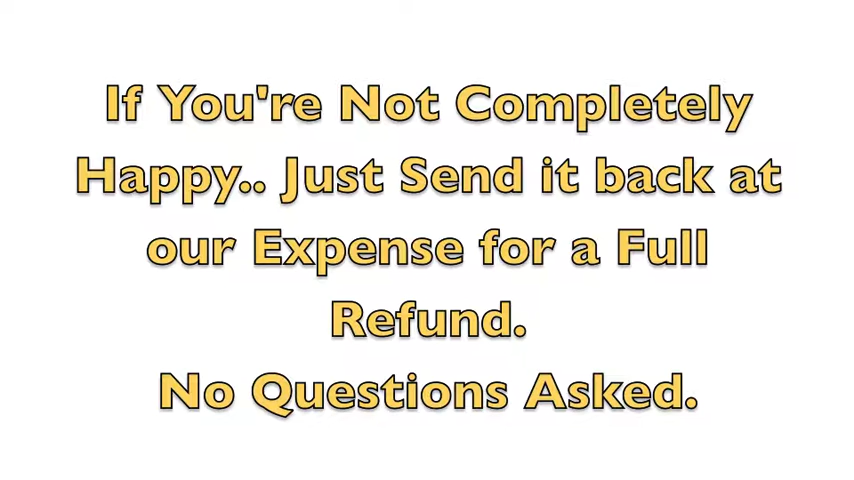 If You're Not Completely
Happy.. Just Send it back at
our Expense for a Full
Refund.
No Questions Asked.